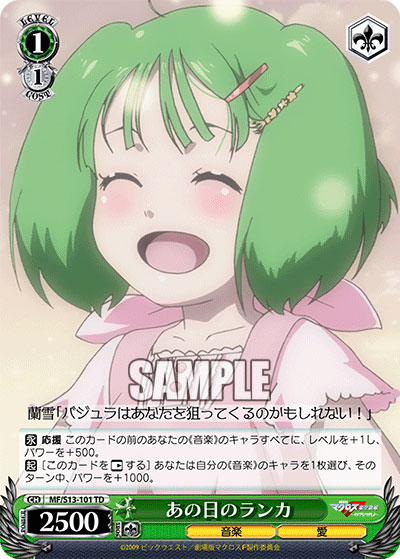 LEVEL
1
1
COST
SAMPLE
蘭雪「バジュラはあなたを狙ってくるのかもしれない！！」
永 応援 このカードの前のあなたの《音楽》のキャラすべてに、レベルを＋1し、
パワーを＋500。
起［このカードを する］ あなたは自分の《音楽》のキャラを1枚選び、そのターン
中、パワーを＋1000。
CH MF/S13-101 TD
あの日のランカ
2500
音楽 愛
©2009 ビックウエスト／劇場版マクロスF製作委員会